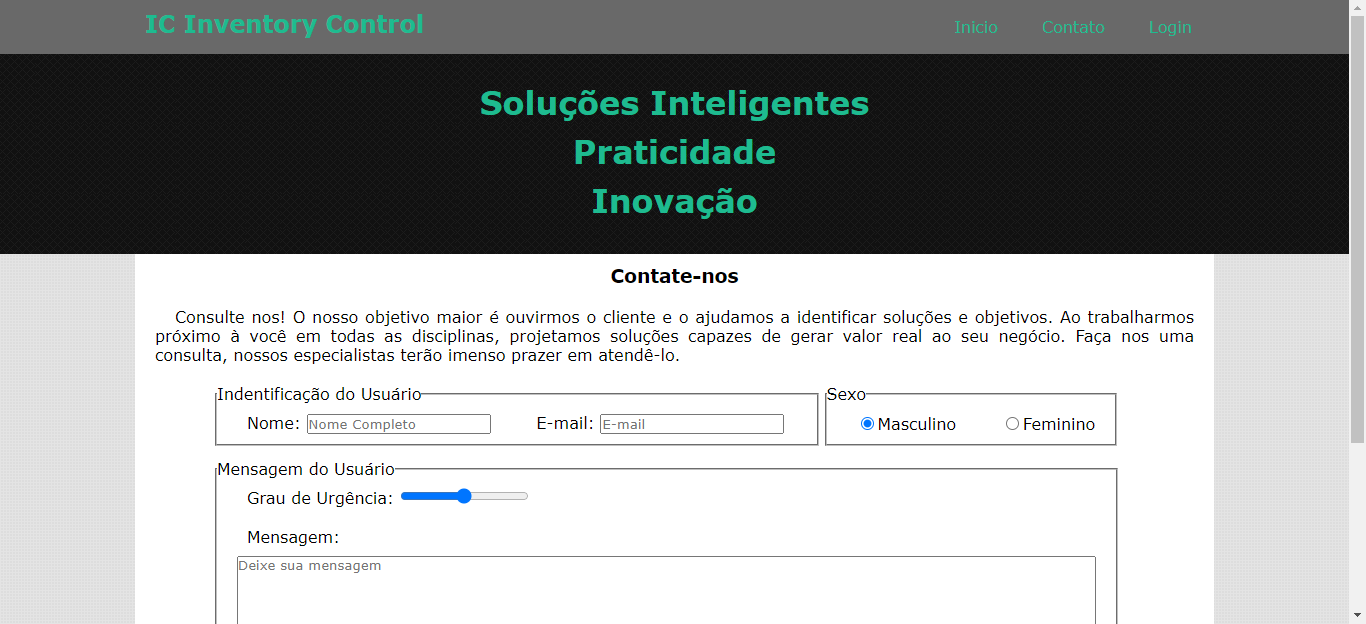 IC Inventory Control
Inicio Contato Login
Soluções Inteligentes
Praticidade
Inovação
Contate-nos
Consulte nos! O nosso objetivo maior é ouvirmos o cliente e o ajudamos a identificar soluções e objetivos. Ao trabalharmos
próximo à você em todas as disciplinas, projetamos soluções capazes de gerar valor real ao seu negócio. Faça nos uma
consulta, nossos especialistas terão imenso prazer em atendê-lo.
Indentificação do Usuário Sexo
Nome: Nome Completo E-mail: E-mail Masculino Feminino
Mensagem do Usuário
Grau de Urgência:
Mensagem:
Deixe sua mensagem